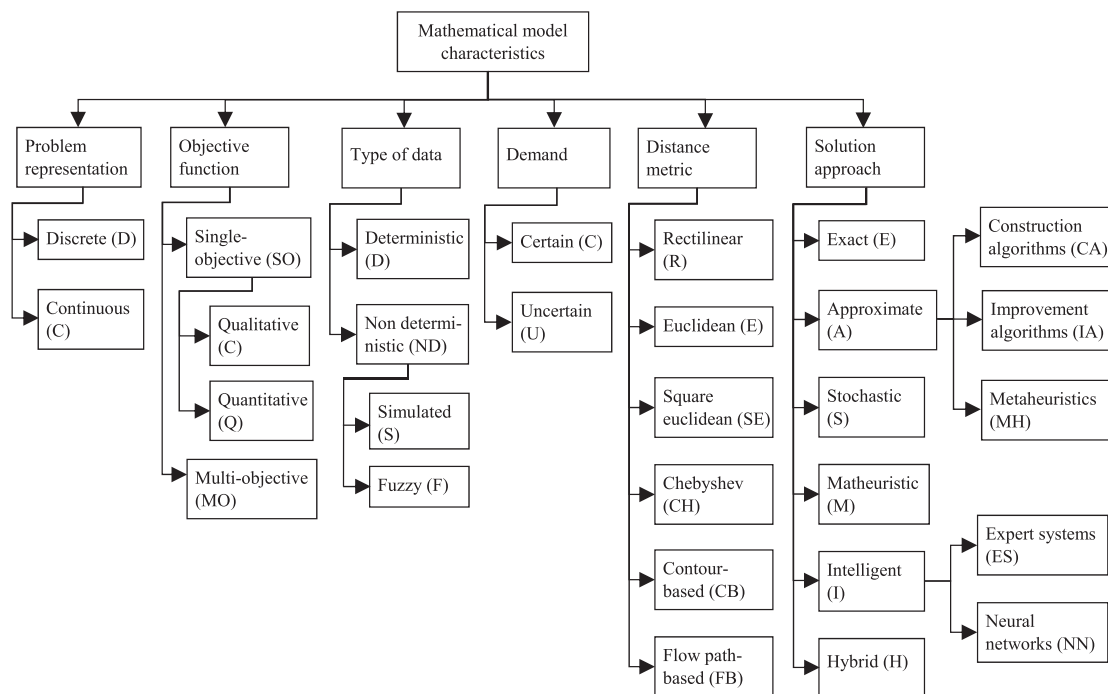 Mathematical model
characteristics
Problem
representation
Discrete (D)
Continuous
(C)
Objective
function
Single-
objective (SO)
Qualitative
(C)
Quantitative
(Q)
Multi-objective
(MO)
Type of data
Deterministic
(D)
Non determi-
nistic (ND)
Simulated
(S)
Fuzzy (F)
Demand
Certain (C)
Uncertain
(U)
Distance
metric
Rectilinear
(R)
Euclidean (E)
Square
euclidean (SE)
Chebyshev
(CH)
Contour-
based (CB)
Flow path-
based (FB)
Solution
approach
Exact (E)
Approximate
(A)
Construction
algorithms (CA)
Improvement
algorithms (IA)
Metaheuristics
(MH)
Stochastic
(S)
Matheuristic
(M)
Intelligent
(I)
Expert systems
(ES)
Neural
networks (NN)
Hybrid (H)